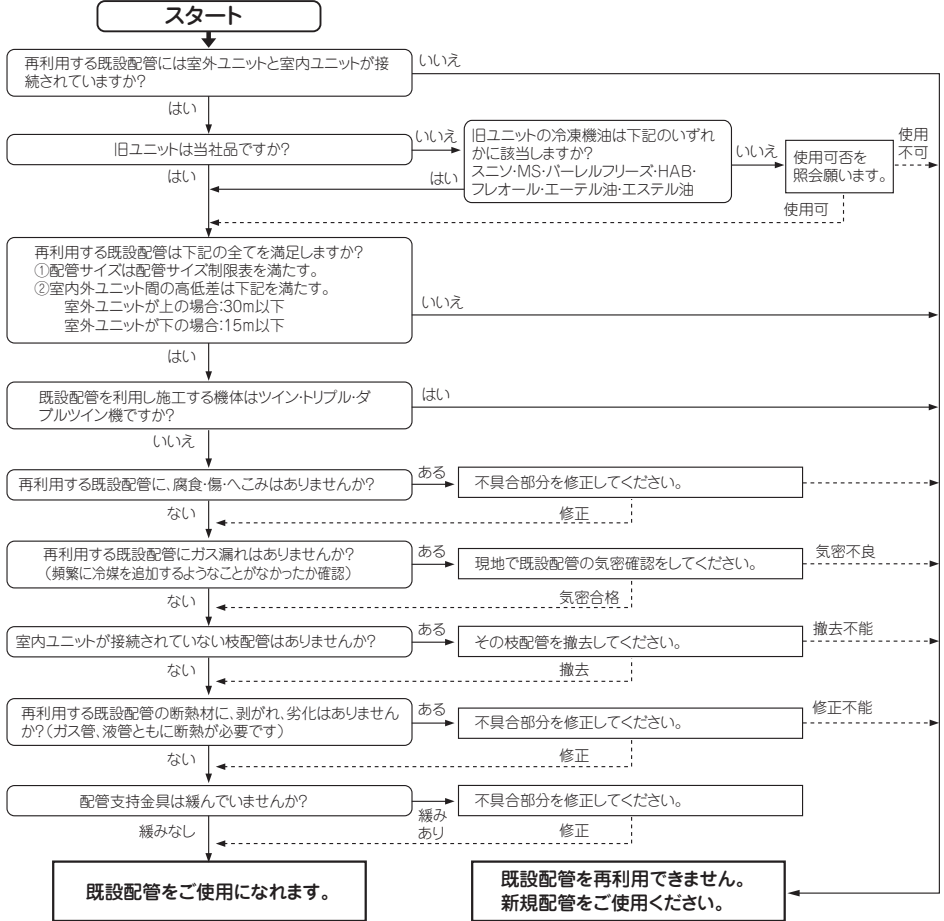 スタート
再利用する既設配管には室外ユニットと室内ユニットが接
続されていますか?
いいえ
はい
旧ユニットは当社品ですか?
いいえ
旧ユニットの冷凍機油は下記のいずれ
かに該当しますか?
スニソ・MS・バーレルフリーズ・HAB・
フレオール・エーテル油・エステル油
いいえ
使用可否を
照会願います。
使用
不可
はい
はい
使用可
再利用する既設配管は下記の全てを満足しますか?
①配管サイズは配管サイズ制限表を満たす。
②室内外ユニット間の高低差は下記を満たす。
室外ユニットが上の場合:30m以下
室外ユニットが下の場合:15m以下
いいえ
はい
既設配管を利用し施工する機体はツイン・トリプル・ダ
ブルツイン機ですか?
はい
いいえ
再利用する既設配管に、腐食・傷・へこみはありませんか?
ある
不具合部分を修正してください。
ない
修正
再利用する既設配管にガス漏れはありませんか?
(頻繁に冷媒を追加するようなことがなかったか確認)
ある
現地で既設配管の気密確認をしてください。
気密不良
ない
気密合格
室内ユニットが接続されていない枝配管はありませんか?
ある
その枝配管を撤去してください。
撤去不能
ない
撤去
再利用する既設配管の断熱材に、剥がれ、劣化はありません
か?(ガス管、液管ともに断熱が必要です)
ある
不具合部分を修正してください。
修正不能
ない
修正
配管支持金具は緩んでいませんか?
緩み
あり
不具合部分を修正してください。
緩みなし
修正
既設配管をご使用になれます。
既設配管を再利用できません。
新規配管をご使用ください。